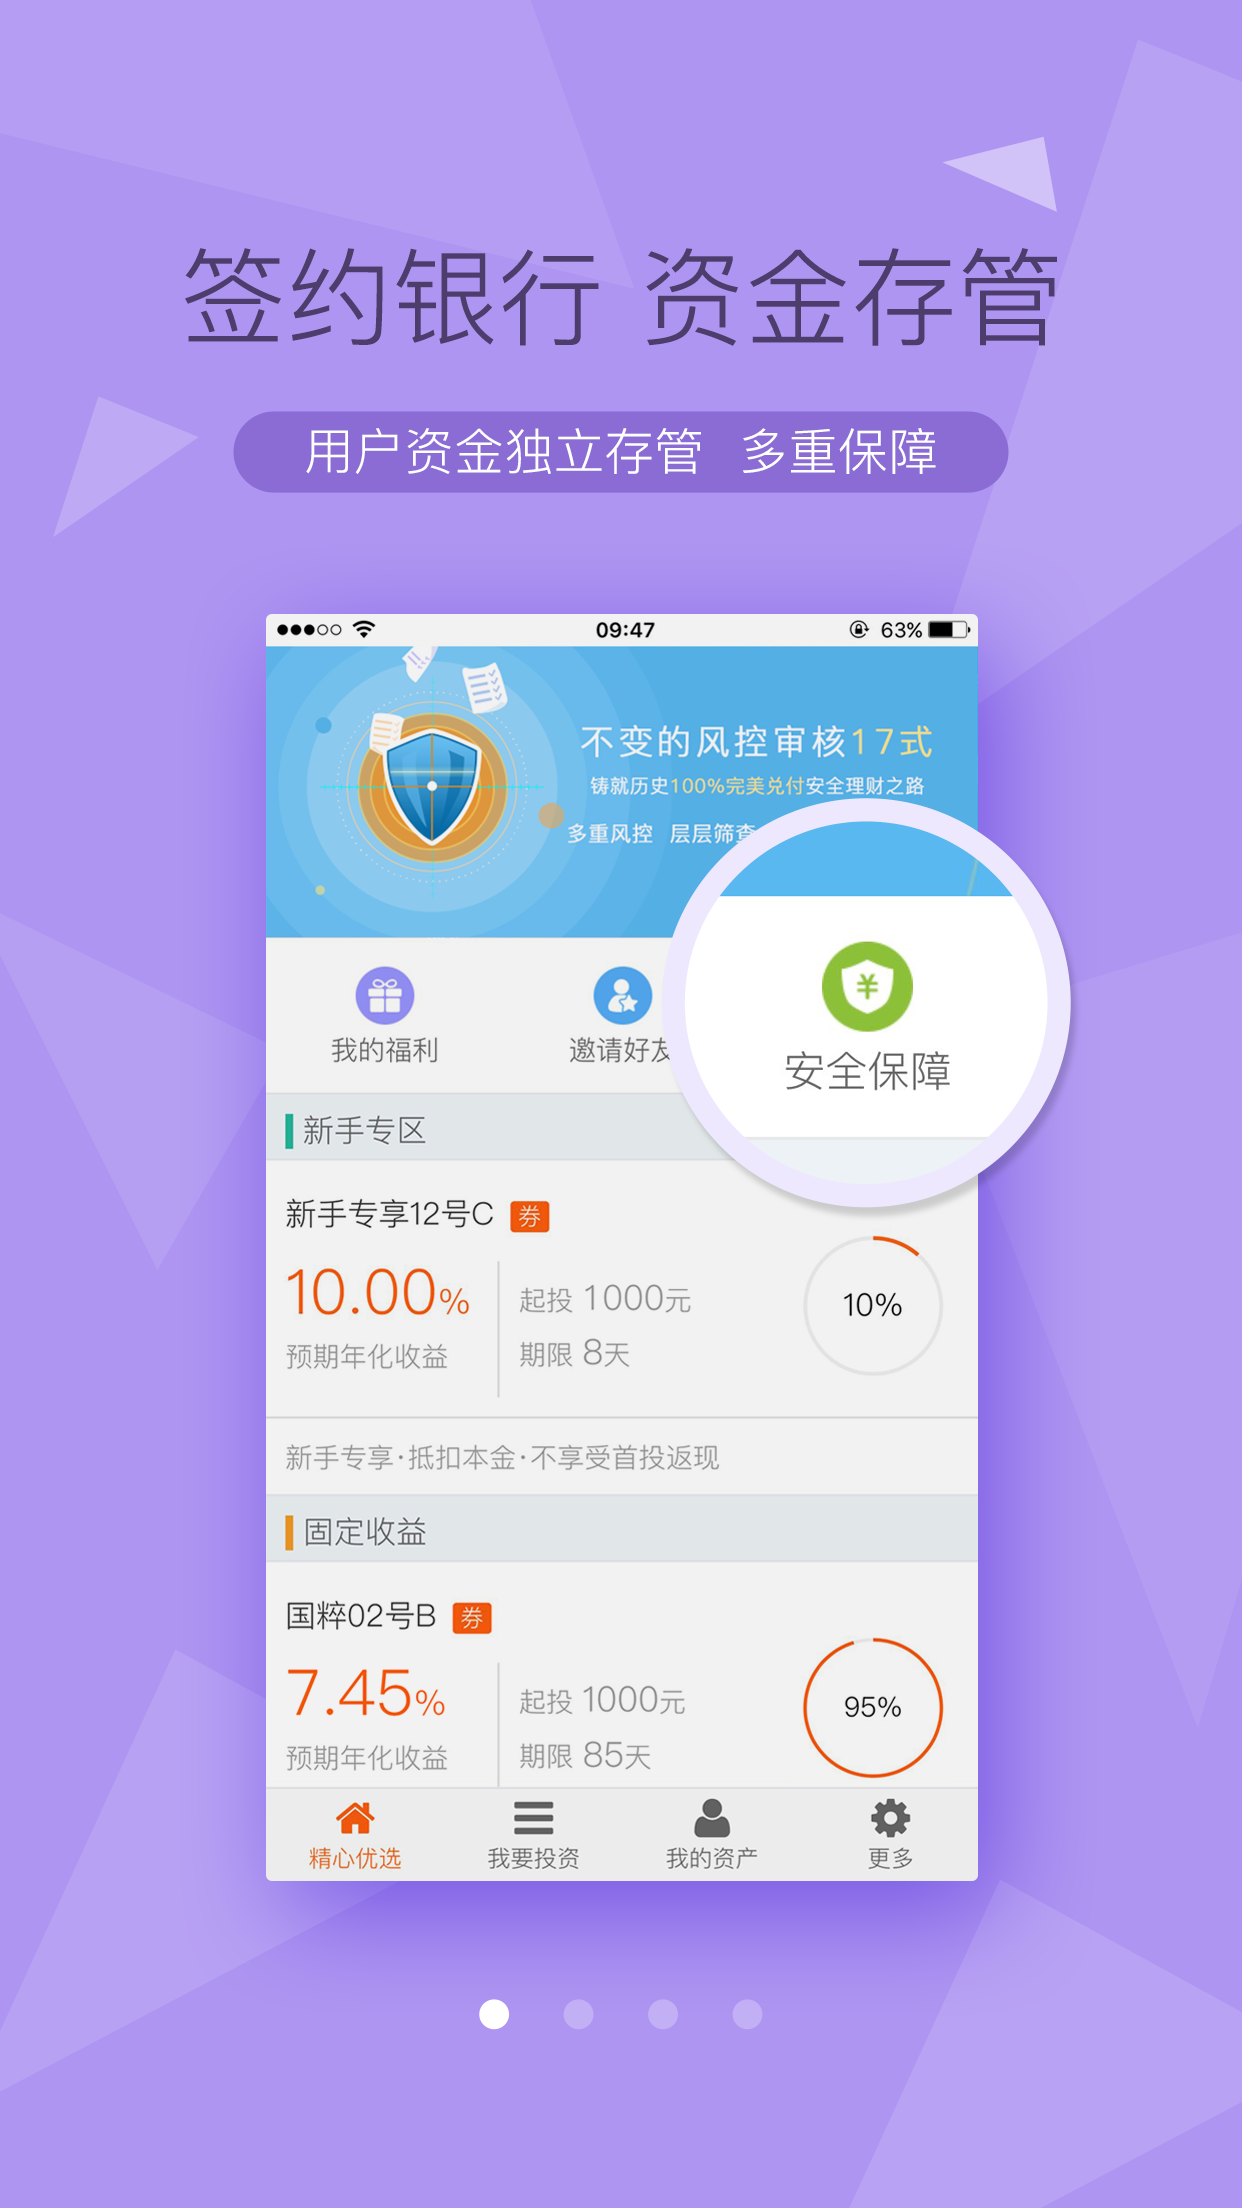 签约银行 资金存管
用户资金独立存管 多重保障
09:47
63%
不变的风控审核17式
铸就历史100%完美兑付安全理财之路
多重风控 层层筛查
我的福利
邀请好友
安全保障
新手专区
新手专享12号C 券
10.00%
预期年化收益
起投 1000元
期限 8天
10%
新手专享·抵扣本金·不享受首投返现
固定收益
国粹02号B 券
7.45%
预期年化收益
起投 1000元
期限 85天
95%
精心优选
我要投资
我的资产
更多